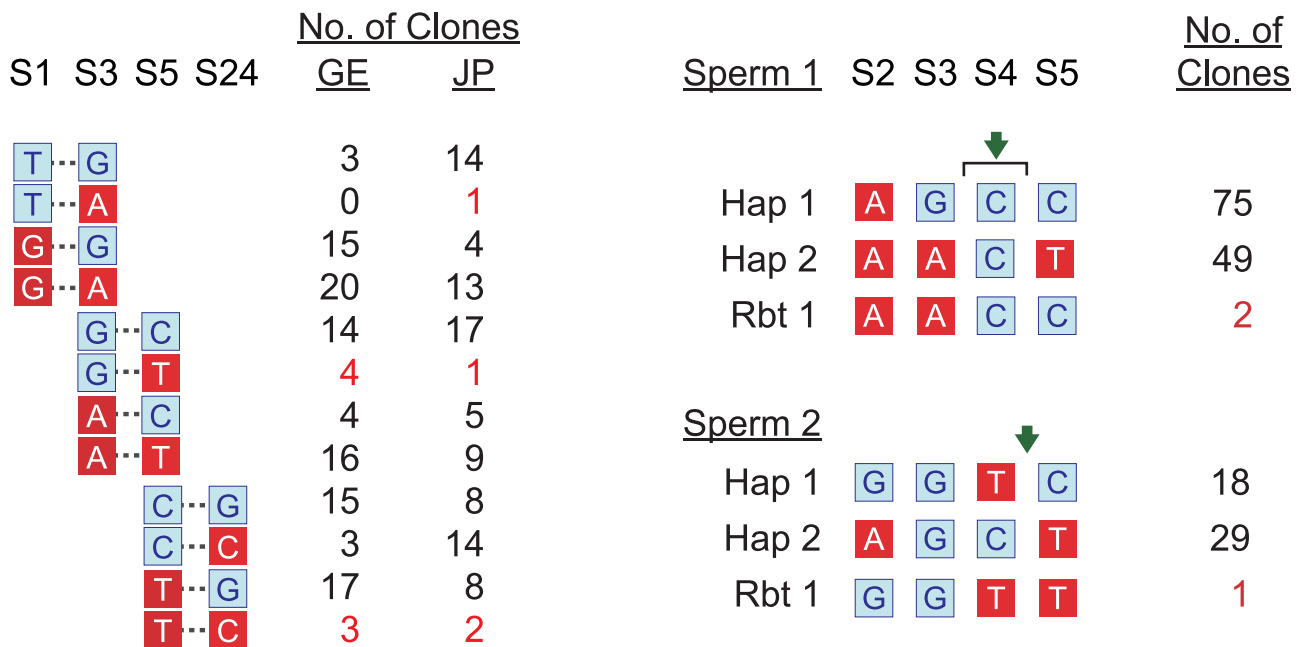 No. of Clones
S1 S3 S5 S24 GE JP
T G 3 14
T A 0 1
G G 15 4
G A 20 13
G C 14 17
G T 4 1
A C 4 5
A T 16 9
C G 15 8
C C 3 14
T G 17 8
T C 3 2
No. of
Sperm 1 S2 S3 S4 S5 Clones
Hap 1 A G C C 75
Hap 2 A A C T 49
Rbt 1 A A C C 2
Sperm 2
Hap 1 G G T C 18
Hap 2 A G C T 29
Rbt 1 G G T T 1